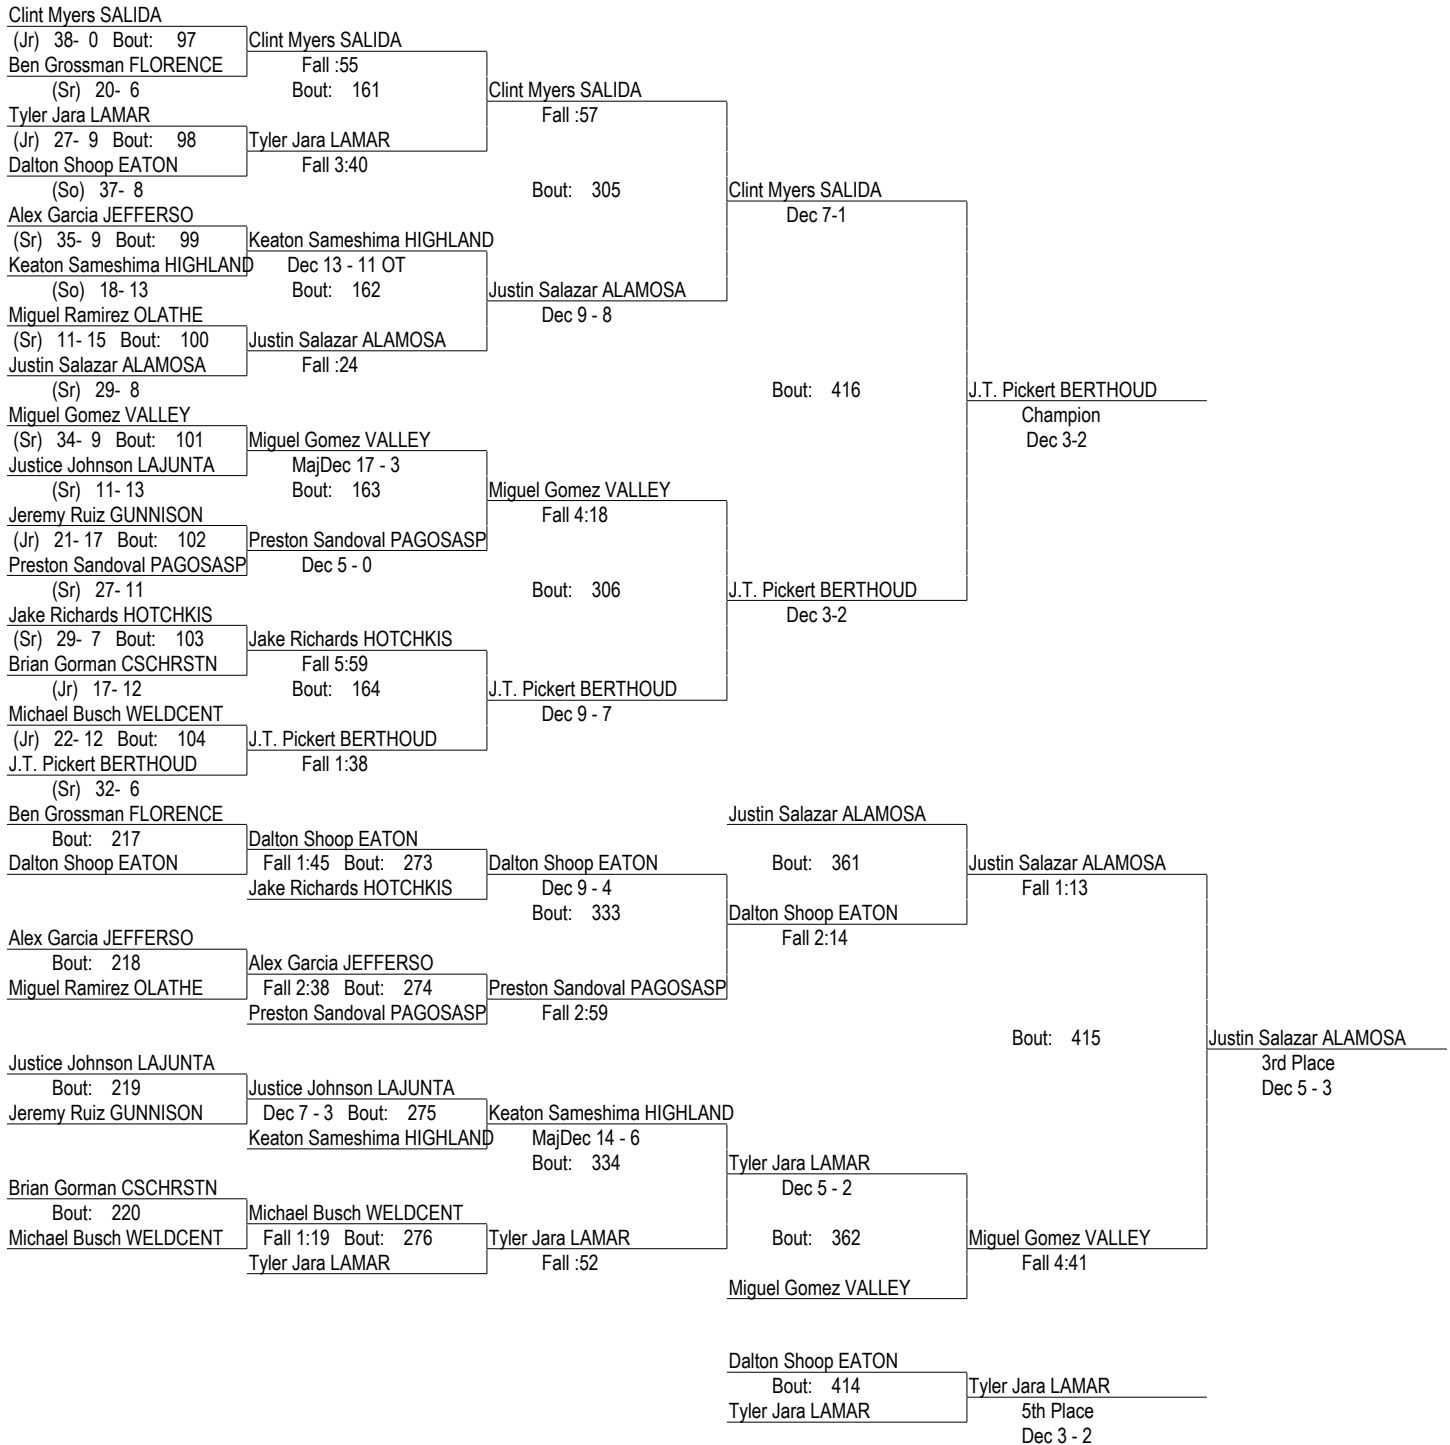 Clint Myers SALIDA
(Jr) 38- 0 Bout: 97 Clint Myers SALIDA
Ben Grossman FLORENCE Fall :55
(Sr) 20- 6 Bout: 161 Clint Myers SALIDA
Tyler Jara LAMAR Fall :57
(Jr) 27- 9 Bout: 98 Tyler Jara LAMAR
Dalton Shoop EATON Fall 3:40
(So) 37- 8 Bout: 305 Clint Myers SALIDA
Alex Garcia JEFFERSO Dec 7-1
(Sr) 35- 9 Bout: 99 Keaton Sameshima HIGHLAND
Keaton Sameshima HIGHLAND Dec 13 - 11 OT
(So) 18- 13 Bout: 162 Justin Salazar ALAMOSA
Miguel Ramirez OLATHE Dec 9 - 8
(Sr) 11- 15 Bout: 100 Justin Salazar ALAMOSA
Justin Salazar ALAMOSA Fall :24
(Sr) 29- 8 Bout: 416 J.T. Pickert BERTHOUD
Miguel Gomez VALLEY Champion
(Sr) 34- 9 Bout: 101 Miguel Gomez VALLEY Dec 3-2
Justice Johnson LAJUNTA MajDec 17 - 3
(Sr) 11- 13 Bout: 163 Miguel Gomez VALLEY
Jeremy Ruiz GUNNISON Fall 4:18
(Jr) 21- 17 Bout: 102 Preston Sandoval PAGOSASP
Preston Sandoval PAGOSASP Dec 5 - 0
(Sr) 27- 11 Bout: 306 J.T. Pickert BERTHOUD
Jake Richards HOTCHKIS Dec 3-2
(Sr) 29- 7 Bout: 103 Jake Richards HOTCHKIS
Brian Gorman CSCHRSTN Fall 5:59
(Jr) 17- 12 Bout: 164 J.T. Pickert BERTHOUD
Michael Busch WELDCENT Dec 9 - 7
(Jr) 22- 12 Bout: 104 J.T. Pickert BERTHOUD
J.T. Pickert BERTHOUD Fall 1:38
(Sr) 32- 6
Ben Grossman FLORENCE Justin Salazar ALAMOSA
Bout: 217 Dalton Shoop EATON
Dalton Shoop EATON Fall 1:45 Bout: 273 Dalton Shoop EATON Bout: 361 Justin Salazar ALAMOSA
Jake Richards HOTCHKIS Dec 9 - 4 Fall 1:13
Bout: 333 Dalton Shoop EATON
Alex Garcia JEFFERSO Fall 2:14
Bout: 218 Alex Garcia JEFFERSO
Miguel Ramirez OLATHE Fall 2:38 Bout: 274 Preston Sandoval PAGOSASP
Preston Sandoval PAGOSASP Fall 2:59
Bout: 415 Justin Salazar ALAMOSA
Justice Johnson LAJUNTA 3rd Place
Bout: 219 Justice Johnson LAJUNTA Dec 5 - 3
Jeremy Ruiz GUNNISON Dec 7 - 3 Bout: 275 Keaton Sameshima HIGHLAND
Keaton Sameshima HIGHLAND MajDec 14 - 6
Bout: 334 Tyler Jara LAMAR
Brian Gorman CSCHRSTN Dec 5 - 2
Bout: 220 Michael Busch WELDCENT
Michael Busch WELDCENT Fall 1:19 Bout: 276 Tyler Jara LAMAR Bout: 362 Miguel Gomez VALLEY
Tyler Jara LAMAR Fall :52 Fall 4:41
Miguel Gomez VALLEY
Dalton Shoop EATON
Bout: 414 Tyler Jara LAMAR
Tyler Jara LAMAR 5th Place
Dec 3 - 2